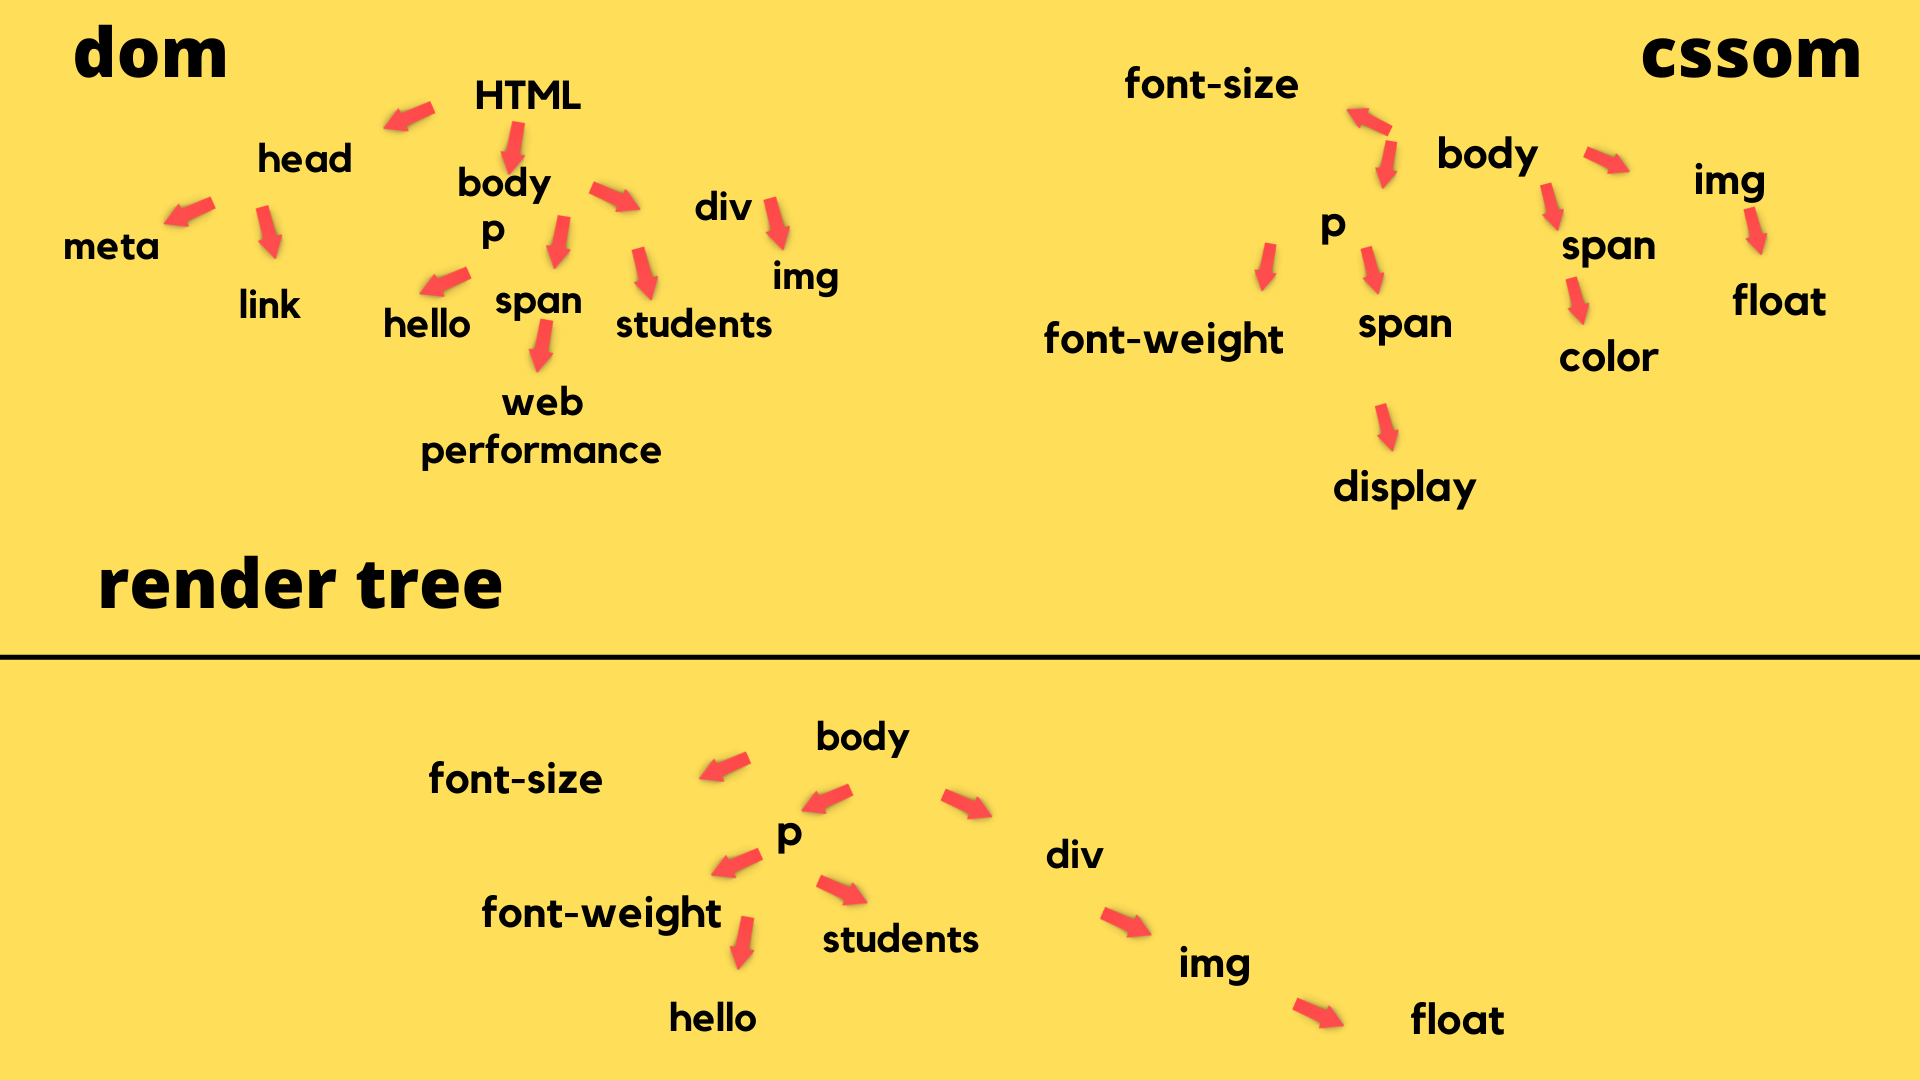 dom
HTML
head
body
p
div
meta
link
hello
span
students
img
web
performance
cssom
font-size
body
img
p
span
float
font-weight
span
color
display
render tree
body
font-size
p
div
font-weight
students
img
hello
float